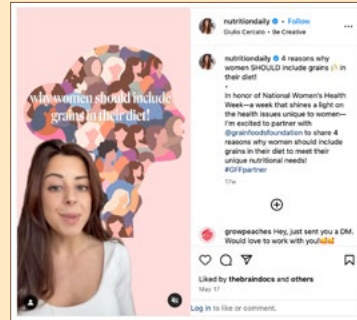 why women should include
grains in their diet!
nutritiondaily • Follow
Giulio Cercato • Be Creative
nutritiondaily 4 reasons why
women SHOULD include grains in
their diet!
-
In honor of National Women's Health
Week—a week that shines a light on
the health issues unique to women—
I'm excited to partner with
@grainfoodsfoundation to share 4
reasons why women should include
grains in their diet to meet their
unique nutritional needs!
#GFFpartner
17w
growpeaches Hey, just sent you a DM.
Would love to work with you!
Liked by thebraindocs and others
May 17
Log in to like or comment.